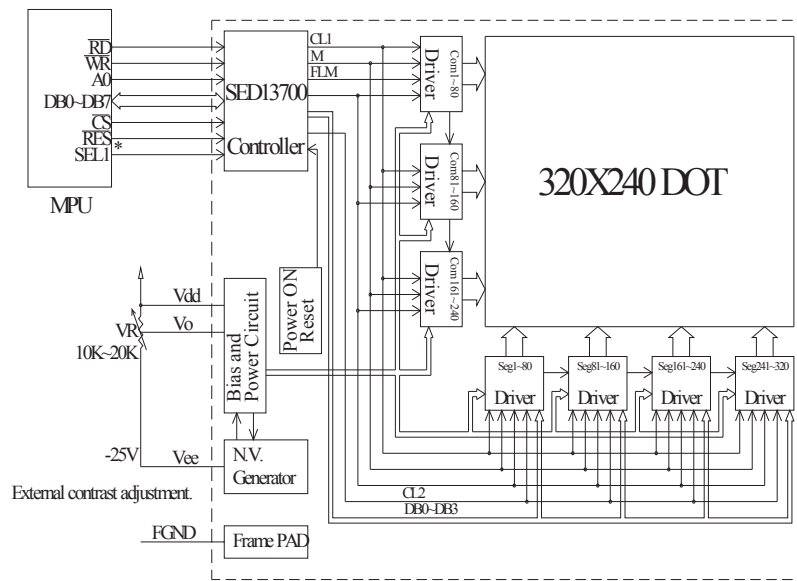 RD
WR
A0
DB0~DB7
CS
RES
SEL1 *
MPU
SED13700
Controller
CL1
M
FLM
Driver
Com1~80
Driver
Com81~160
Driver
Com161~240
320X240 DOT
Vdd
VR
Vo
10K~20K
Bias and
Power Circuit
Power ON
Reset
Seg1~80
Driver
Seg81~160
Driver
Seg161~240
Driver
Seg241~320
Driver
-25V
Vee
N.V.
Generator
External contrast adjustment.
CL2
DB0~DB3
FGND
Frame PAD